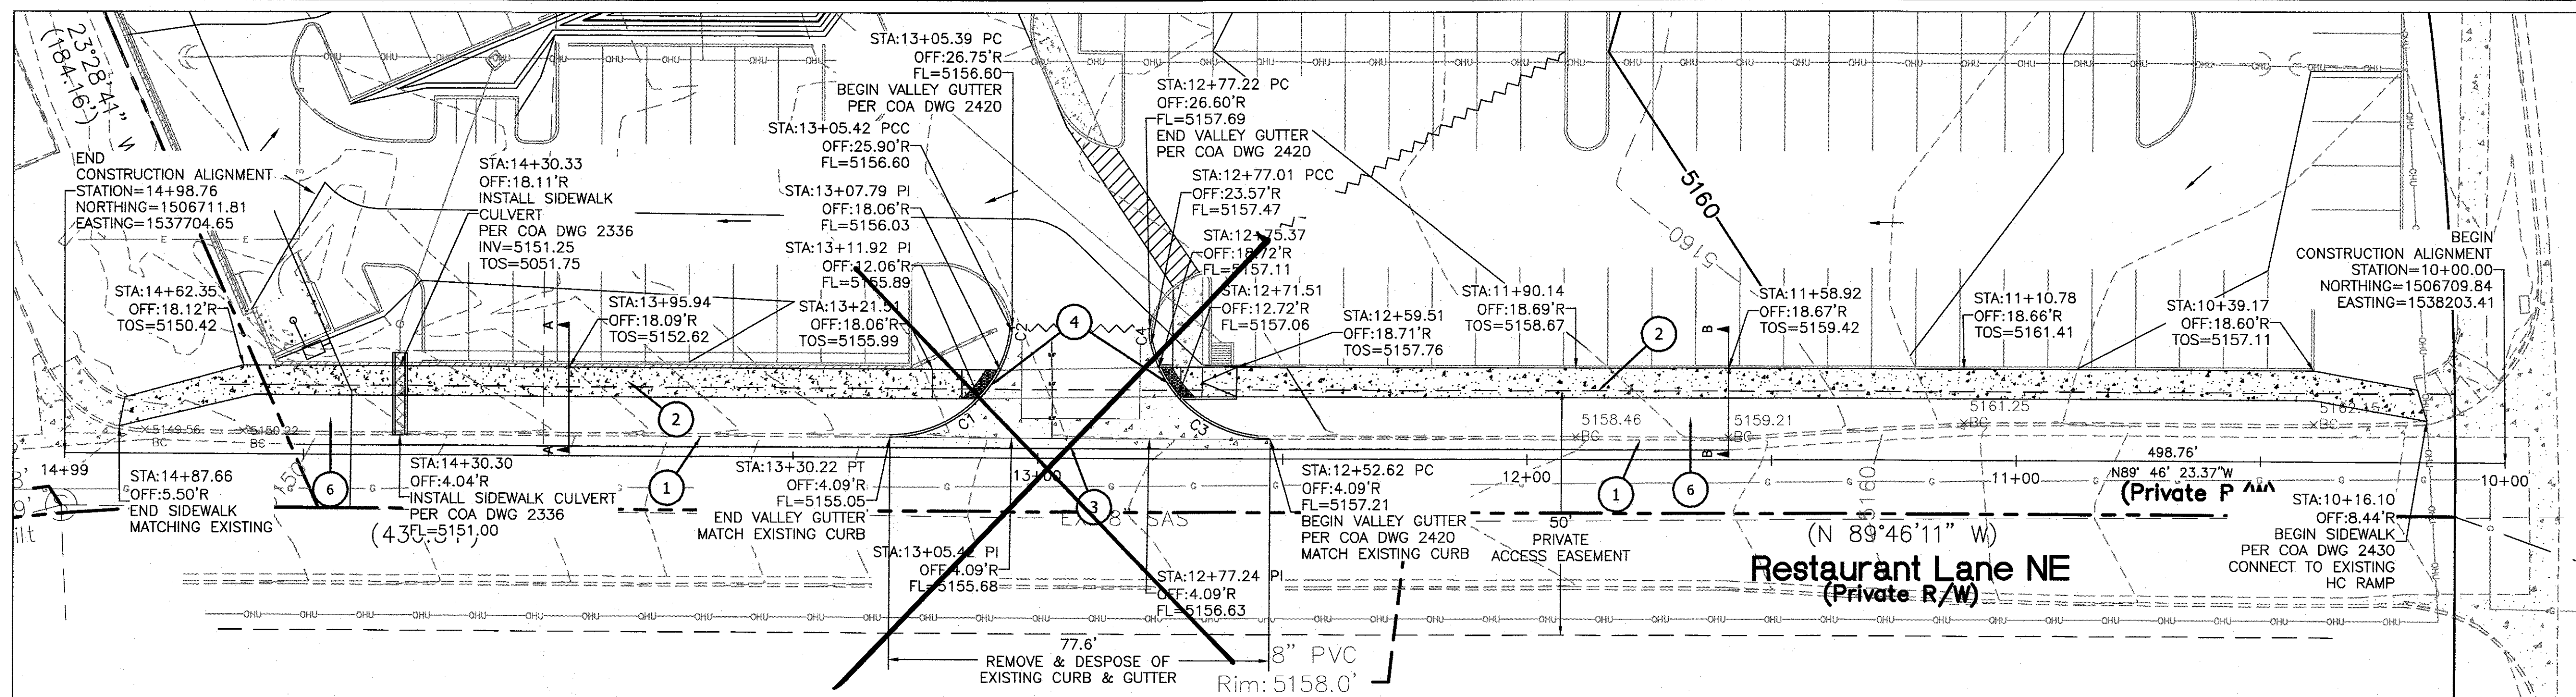 23°28'41" W
(184.16')
END
CONSTRUCTION ALIGNMENT
STATION=14+98.76
NORTHING=1506711.81
EASTING=1537704.65
STA:14+62.35
OFF:18.12'R
TOS=5150.42
STA:14+30.33
OFF:18.11'R
INSTALL SIDEWALK
CULVERT
PER COA DWG 2336
INV=5151.25
TOS=5051.75
STA:13+95.94
OFF:18.09'R
TOS=5152.62
STA:13+05.39 PC
OFF:26.75'R
FL=5156.60
BEGIN VALLEY GUTTER
PER COA DWG 2420
STA:13+05.42 PCC
OFF:25.90'R
FL=5156.60
STA:13+07.79 PI
OFF:18.06'R
FL=5156.03
STA:13+11.92 PI
OFF:12.06'R
FL=5155.89
STA:13+21.51
OFF:18.06'R
TOS=5155.99
STA:12+77.22 PC
OFF:26.60'R
FL=5157.69
END VALLEY GUTTER
PER COA DWG 2420
STA:12+77.01 PCC
OFF:23.57'R
FL=5157.47
STA:12+75.37
OFF:18.72'R
FL=5157.11
STA:12+71.51
OFF:12.72'R
FL=5157.06
STA:12+59.51
OFF:18.71'R
TOS=5157.76
STA:11+90.14
OFF:18.69'R
TOS=5158.67
5160
5160
STA:11+58.92
OFF:18.67'R
TOS=5159.42
STA:11+10.78
OFF:18.66'R
TOS=5161.41
STA:10+39.17
OFF:18.60'R
TOS=5157.11
BEGIN
CONSTRUCTION ALIGNMENT
STATION=10+00.00
NORTHING=1506709.84
EASTING=1538203.41
A
A
B
B
C1
C2
C3
C4
4
2
2
1
1
3
6
6
5149.56
BC
5150.22
BC
5158.46
BC
5159.21
BC
5161.25
BC
5162.15
BC
14+99
13+00
12+00
11+00
10+00
498.76'
N89° 46' 23.37"W
STA:14+87.66
OFF:5.50'R
END SIDEWALK
MATCHING EXISTING
STA:14+30.30
OFF:4.04'R
INSTALL SIDEWALK CULVERT
PER COA DWG 2336
FL=5151.00
STA:13+30.22 PT
OFF:4.09'R
FL=5155.05
END VALLEY GUTTER
MATCH EXISTING CURB
STA:13+05.42 PI
OFF:4.09'R
FL=5155.68
STA:12+77.24 PI
OFF:4.09'R
FL=5156.63
STA:12+52.62 PC
OFF:4.09'R
FL=5157.21
BEGIN VALLEY GUTTER
PER COA DWG 2420
MATCH EXISTING CURB
50'
PRIVATE
ACCESS EASEMENT
5160
(N 89°46'11" W)
Restaurant Lane NE
(Private R/W)
STA:10+16.10
OFF:8.44'R
BEGIN SIDEWALK
PER COA DWG 2430
CONNECT TO EXISTING
HC RAMP
77.6'
REMOVE & DESPOSE OF
EXISTING CURB & GUTTER
8" PVC
Rim: 5158.0'